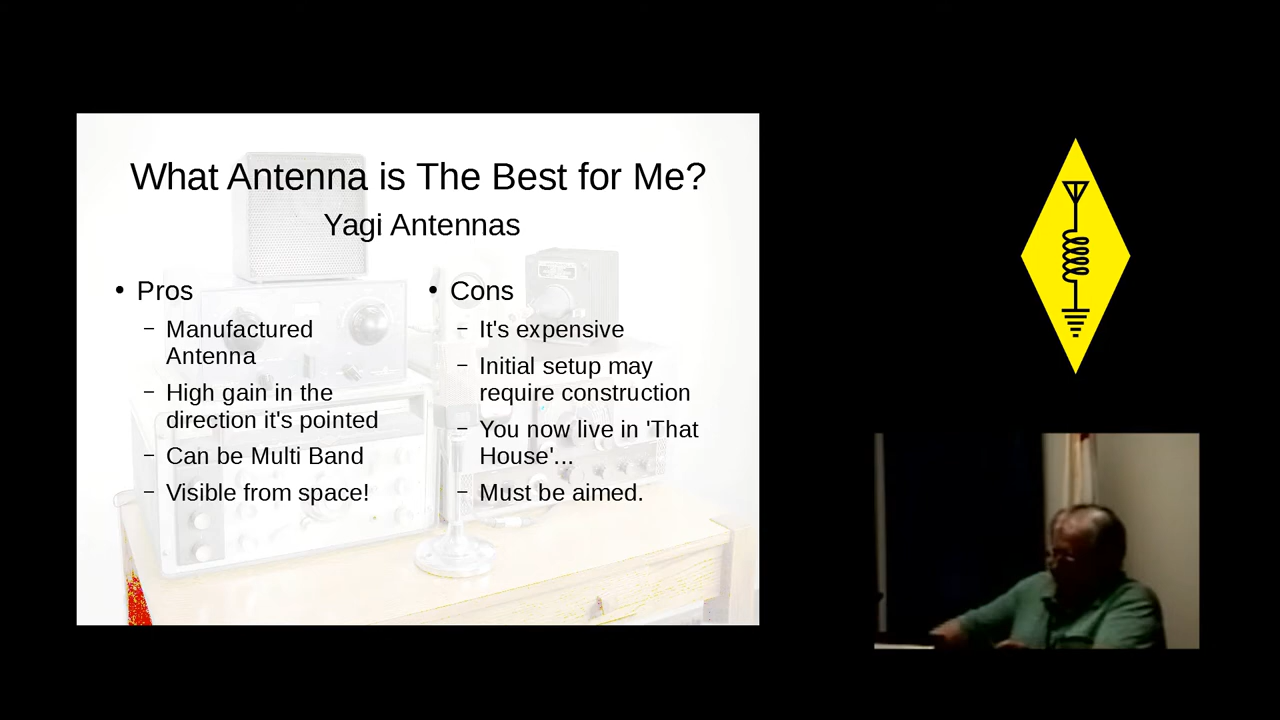 What Antenna is The Best for Me?
Yagi Antennas
• Pros
– Manufactured
Antenna
– High gain in the
direction it's pointed
– Can be Multi Band
– Visible from space!
• Cons
– It's expensive
– Initial setup may
require construction
– You now live in 'That
House'...
– Must be aimed.